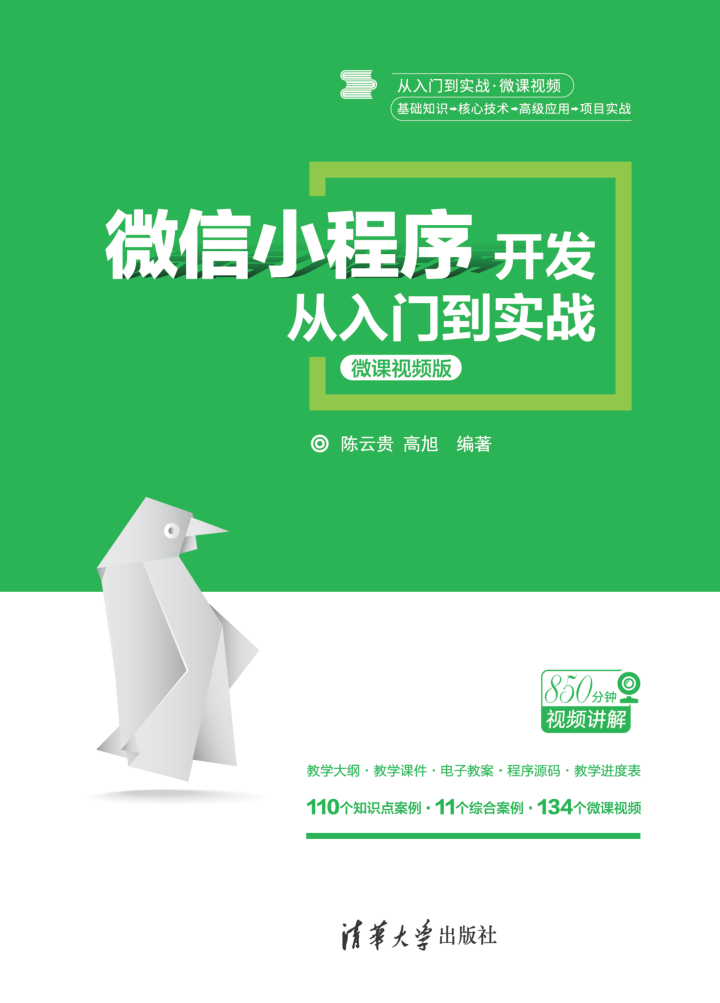 从入门到实战·微课视频
基础知识→核心技术→高级应用→项目实战
微信小程序 开发
从入门到实战
微课视频版
陈云贵 高旭 编著
850分钟
视频讲解
教学大纲·教学课件·电子教案·程序源码·教学进度表
110个知识点案例·11个综合案例·134个微课视频
清华大学出版社